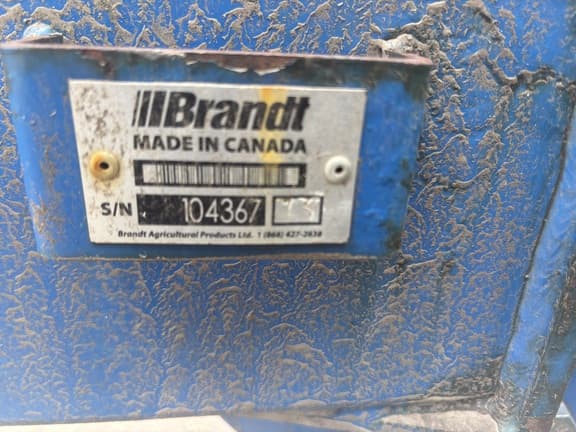 Brandt
MADE IN CANADA
S/N 104367
Brandt Agricultural Products Ltd. 1 (866) 427-2638